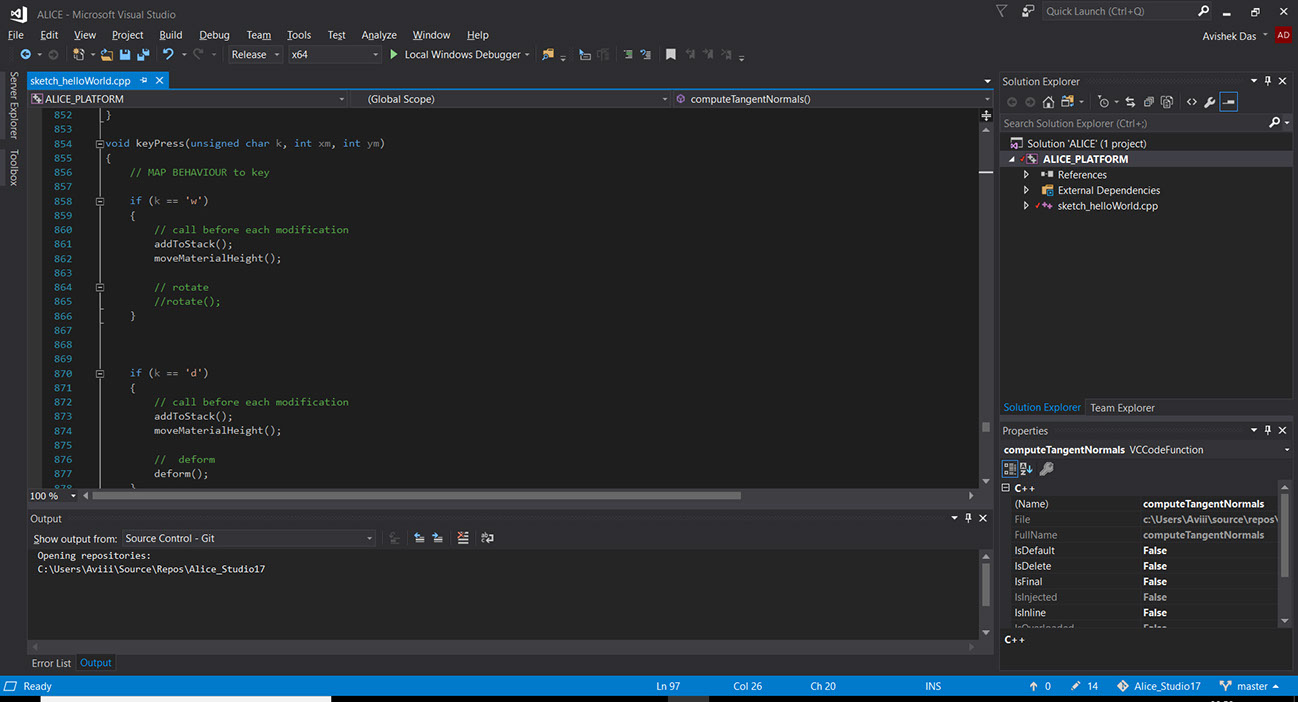 ALICE - Microsoft Visual Studio
Quick Launch (Ctrl+Q)
File Edit View Project Build Debug Team Tools Test Analyze Window Help
Avishek Das AD
Release x64 Local Windows Debugger
Server Explorer
Toolbox
sketch_helloWorld.cpp
ALICE_PLATFORM (Global Scope) computeTangentNormals()
852 }
853
854 void keyPress(unsigned char k, int xm, int ym)
855 {
856 // MAP BEHAVIOUR to key
857
858 if (k == 'w')
859 {
860 // call before each modification
861 addToStack();
862 moveMaterialHeight();
863
864 // rotate
865 //rotate();
866 }
867
868
869
870 if (k == 'd')
871 {
872 // call before each modification
873 addToStack();
874 moveMaterialHeight();
875
876 //  deform
877 deform();
878 }
100 %
Output
Show output from: Source Control - Git
Opening repositories:
C:\Users\Aviii\Source\Repos\Alice_Studio17
Error List Output
Solution Explorer
Search Solution Explorer (Ctrl+;)
Solution 'ALICE' (1 project)
ALICE_PLATFORM
References
External Dependencies
sketch_helloWorld.cpp
Solution Explorer Team Explorer
Properties
computeTangentNormals VCCodeFunction
C++
(Name) computeTangentNormals
File c:\Users\Aviii\source\repos\
FullName computeTangentNormals
IsDefault False
IsDelete False
IsFinal False
IsInjected False
IsInline False
IsOverloaded False
C++
Ready Ln 97 Col 26 Ch 20 INS 0 14 Alice_Studio17 master